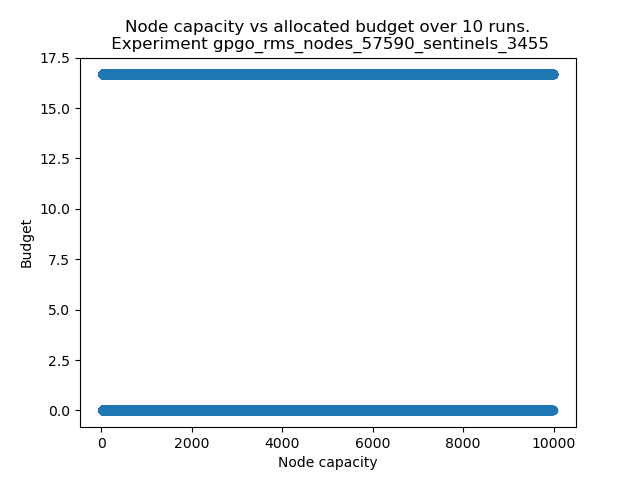 Node capacity vs allocated budget over 10 runs.
Experiment gpgo_rms_nodes_57590_sentinels_3455
17.5
15.0
12.5
10.0
7.5
5.0
2.5
0.0
Budget
0 2000 4000 6000 8000 10000
Node capacity